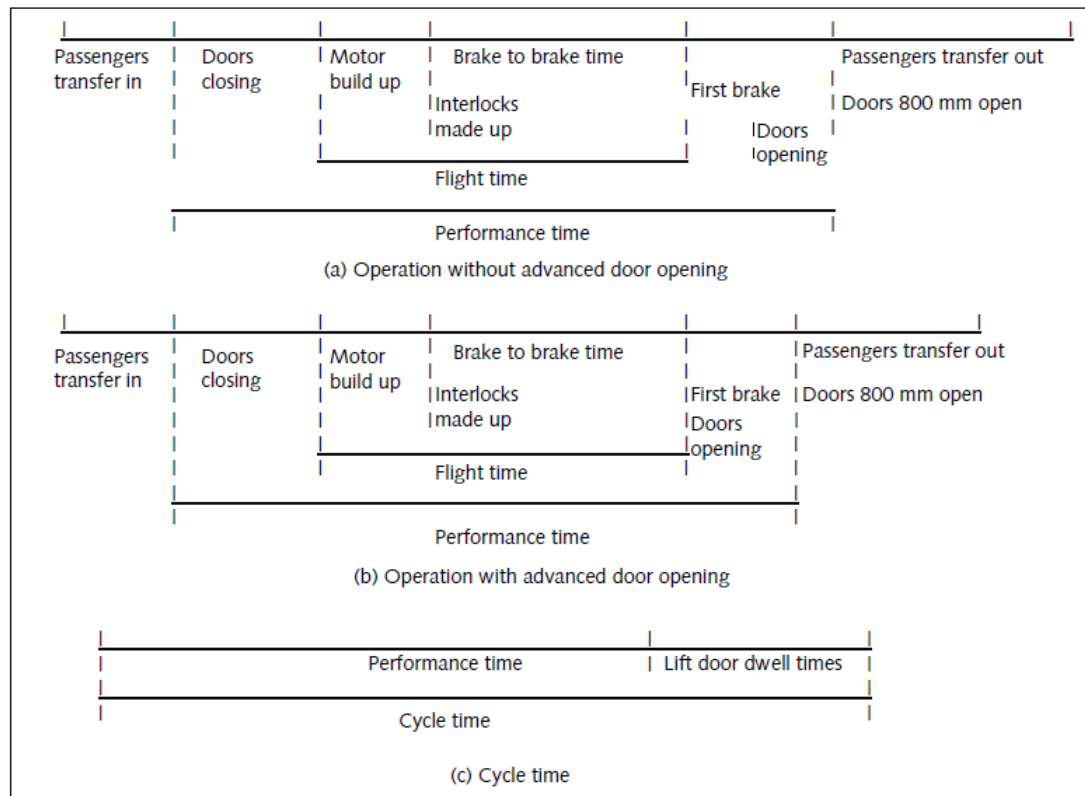 Passengers transfer in
Doors closing
Motor build up
Brake to brake time
Passengers transfer out
Interlocks made up
First brake
Doors 800 mm open
Doors opening
Flight time
Performance time
(a) Operation without advanced door opening
Passengers transfer in
Doors closing
Motor build up
Brake to brake time
Passengers transfer out
Interlocks made up
First brake
Doors 800 mm open
Doors opening
Flight time
Performance time
(b) Operation with advanced door opening
Performance time
Lift door dwell times
Cycle time
(c) Cycle time